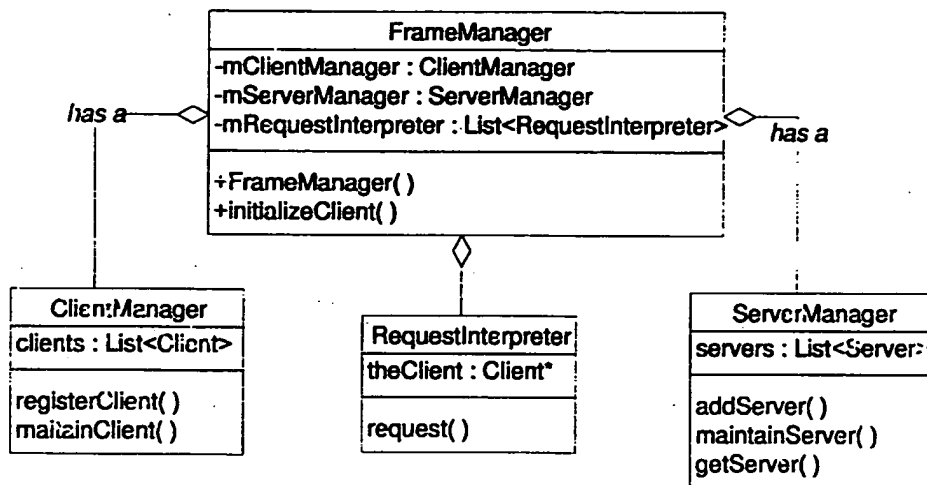 FrameManager
-mClientManager : ClientManager
-mServerManager : ServerManager
-mRequestInterpreter : List<RequestInterpreter>
+FrameManager( )
+initializeClient( )
has a
has a
ClientManager
clients : List<Client>
registerClient( )
maitainClient( )
RequestInterpreter
theClient : Client*
request( )
ServerManager
servers : List<Server>
addServer( )
maintainServer( )
getServer( )